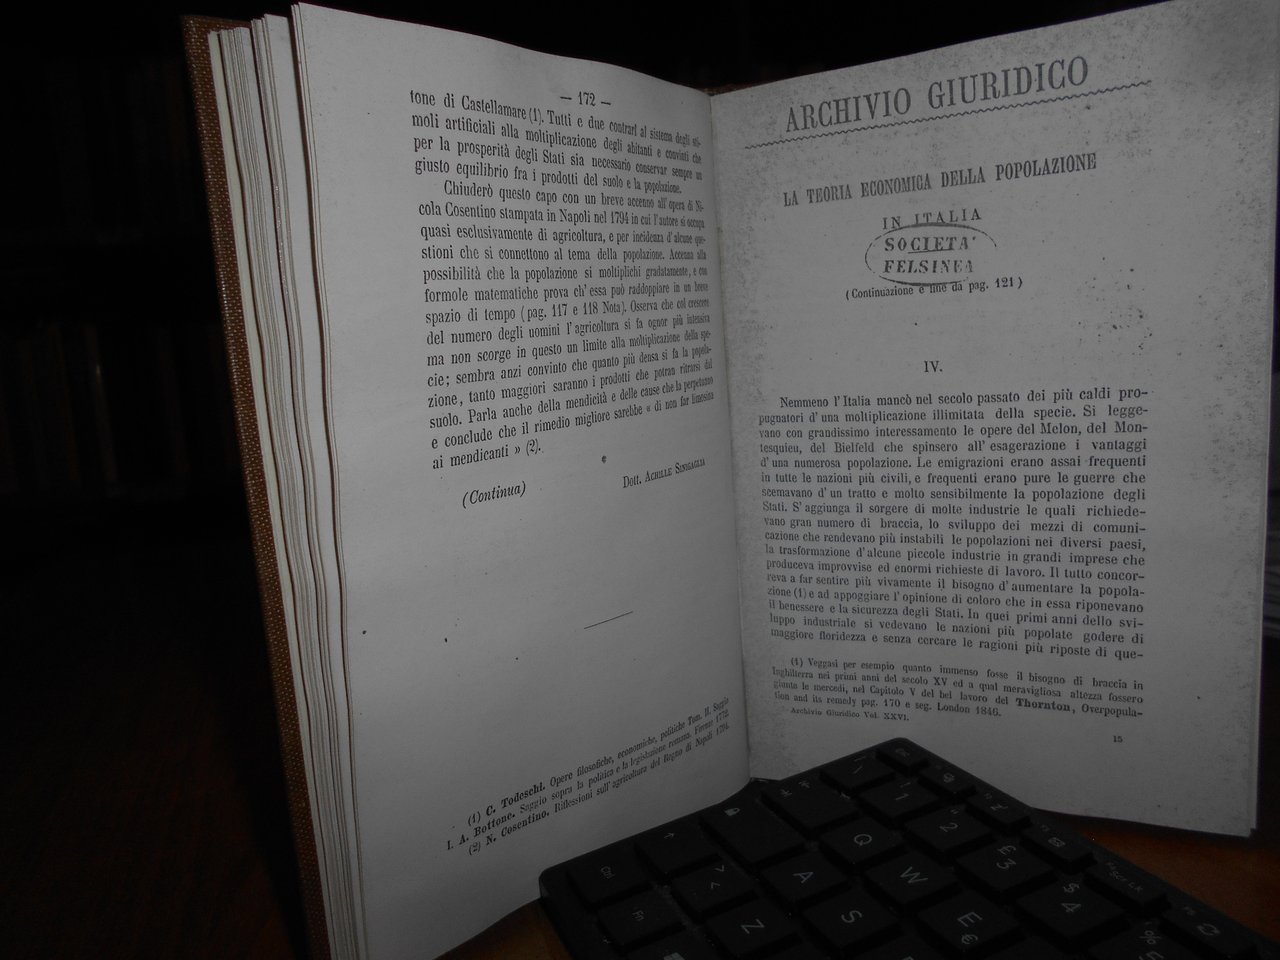 — 172 —
tone di Castellamare (1). Tutti e due contrarî al sistema degli sti-
moli artificiali alla moltiplicazione degli abitanti e convinti che
per la prosperità degli Stati sia necessario conservar sempre un
giusto equilibrio fra i prodotti del suolo e la popolazione.
Chiuderò questo capo con un breve accenno all' opera di Ni-
cola Cosentino stampata in Napoli nel 1794 in cui l'autore si occupa
quasi esclusivamente di agricoltura, e per incidenza d'alcune que-
stioni che si connettono al tema della popolazione. Accenna alla
possibilità che la popolazione si moltiplichi gradatamente, e con
formole matematiche prova ch'essa può raddoppiare in un breve
spazio di tempo (pag. 117 e 118 Nota). Osserva che col crescere
del numero degli uomini l'agricoltura si fa ognor più intensiva
ma non scorge in questo un limite alla moltiplicazione della spe-
cie; sembra anzi convinto che quanto più densa si fa la popola-
zione, tanto maggiori saranno i prodotti che potran ritrarsi dal
suolo. Parla anche della mendicità e delle cause che la perpetuano
e conclude che il rimedio migliore sarebbe « di non far limosina
ai mendicanti » (2).
(Continua)
Dott. ACHILLE SINIGAGLIA
(1) C. Todeschi. Opere filosofiche, economiche, politiche Tom. II. Saggio
I. A. Bottone. Saggio sopra la politica e la legislazione romana. Firenze 1772.
(2) N. Cosentino. Riflessioni sull' agricoltura del Regno di Napoli 1794.
ARCHIVIO GIURIDICO
LA TEORIA ECONOMICA DELLA POPOLAZIONE
IN ITALIA
SOCIETA'
FELSINEA
(Continuazione e fine da pag. 121)
IV.
Nemmeno l'Italia mancò nel secolo passato dei più caldi pro-
pugnatori d'una moltiplicazione illimitata della specie. Si legge-
vano con grandissimo interessamento le opere del Melon, del Mon-
tesquieu, del Bielfeld che spinsero all'esagerazione i vantaggi
d'una numerosa popolazione. Le emigrazioni erano assai frequenti
in tutte le nazioni più civili, e frequenti erano pure le guerre che
scemavano d'un tratto e molto sensibilmente la popolazione degli
Stati. S'aggiunga il sorgere di molte industrie le quali richiede-
vano gran numero di braccia, lo sviluppo dei mezzi di comuni-
cazione che rendevano più instabili le popolazioni nei diversi paesi,
la trasformazione d'alcune piccole industrie in grandi imprese che
produceva improvvise ed enormi richieste di lavoro. Il tutto concor-
reva a far sentire più vivamente il bisogno d'aumentare la popola-
zione (1) e ad appoggiare l'opinione di coloro che in essa riponevano
il benessere e la sicurezza degli Stati. In quei primi anni dello svi-
luppo industriale si vedevano le nazioni più popolate godere di
maggiore floridezza e senza cercare le ragioni più riposte di que-
(1) Veggasi per esempio quanto immenso fosse il bisogno di braccia in
Inghilterra nei primi anni del secolo XV ed a qual meravigliosa altezza fossero
giunte le mercedi, nel Capitolo V del bel lavoro del Thornton, Overpopula-
tion and its remedy pag. 170 e seg. London 1846.
Archivio Giuridico Vol. XXVI.
15
Ctrl
Fn
< >
Z
A
S
Q
W
E
€
1
2
£
3
$
4
%